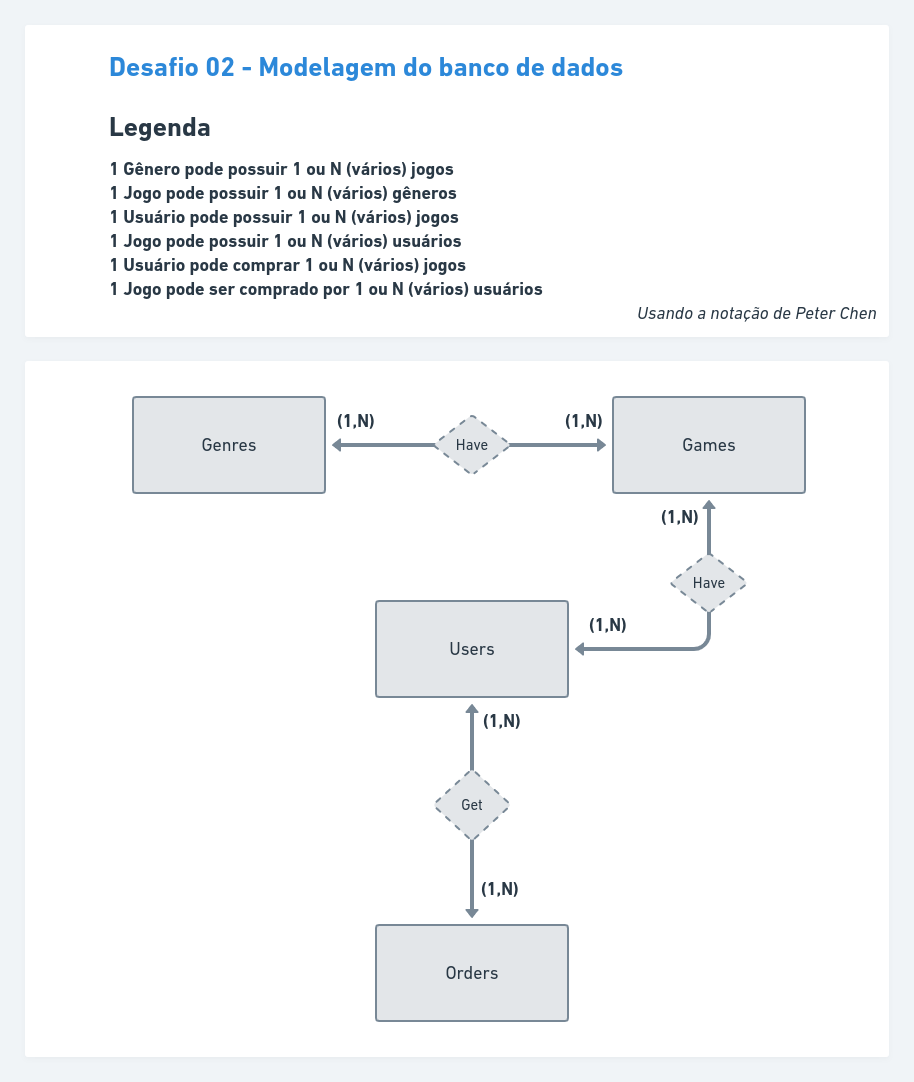 Desafio 02 - Modelagem do banco de dados
Legenda
1 Gênero pode possuir 1 ou N (vários) jogos
1 Jogo pode possuir 1 ou N (vários) gêneros
1 Usuário pode possuir 1 ou N (vários) jogos
1 Jogo pode possuir 1 ou N (vários) usuários
1 Usuário pode comprar 1 ou N (vários) jogos
1 Jogo pode ser comprado por 1 ou N (vários) usuários
Usando a notação de Peter Chen
Genres
(1,N)
Have
(1,N)
Games
(1,N)
Have
(1,N)
Users
(1,N)
Get
(1,N)
Orders